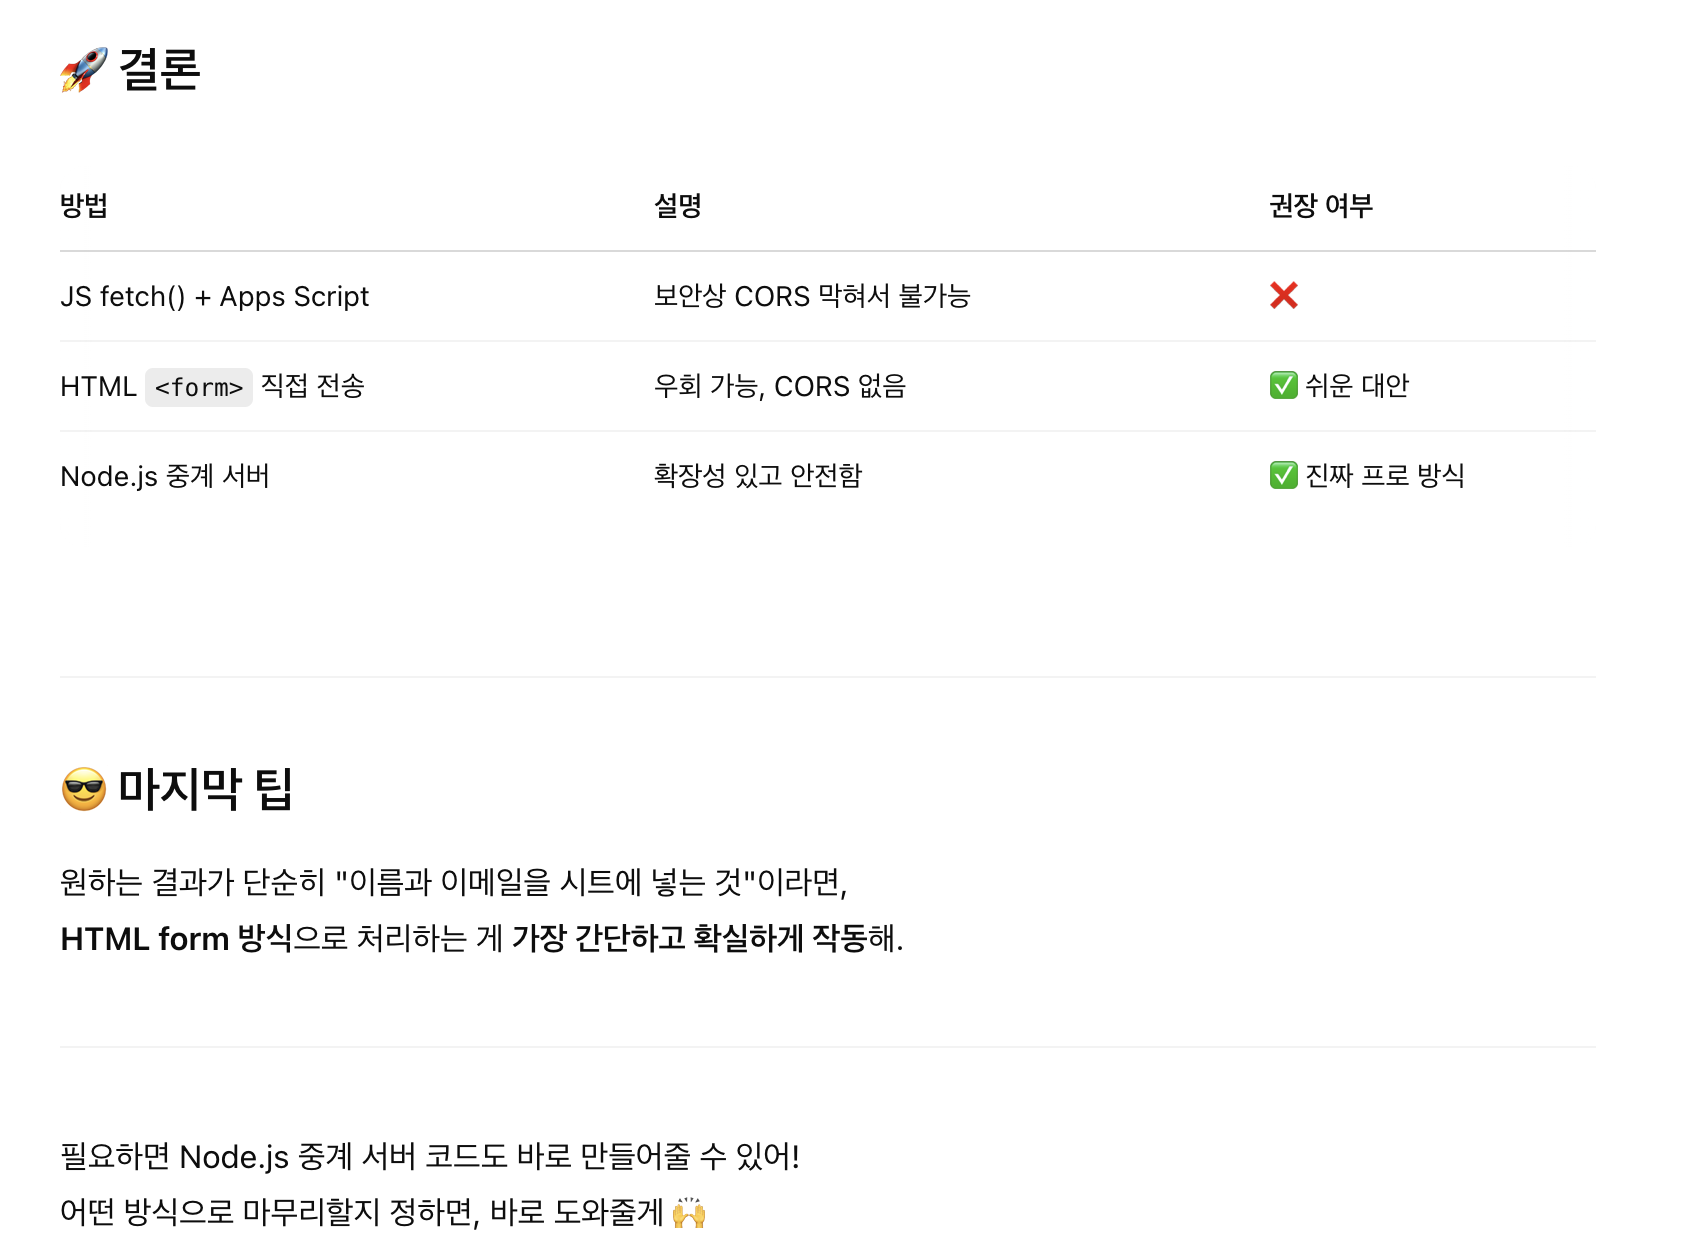 🚀 결론
방법 설명 권장 여부
JS fetch() + Apps Script 보안상 CORS 막혀서 불가능 ❌
HTML <form> 직접 전송 우회 가능, CORS 없음 ✅ 쉬운 대안
Node.js 중계 서버 확장성 있고 안전함 ✅ 진짜 프로 방식
😎 마지막 팁
원하는 결과가 단순히 "이름과 이메일을 시트에 넣는 것"이라면,
HTML form 방식으로 처리하는 게 가장 간단하고 확실하게 작동해.
필요하면 Node.js 중계 서버 코드도 바로 만들어줄 수 있어!
어떤 방식으로 마무리할지 정하면, 바로 도와줄게 🙌